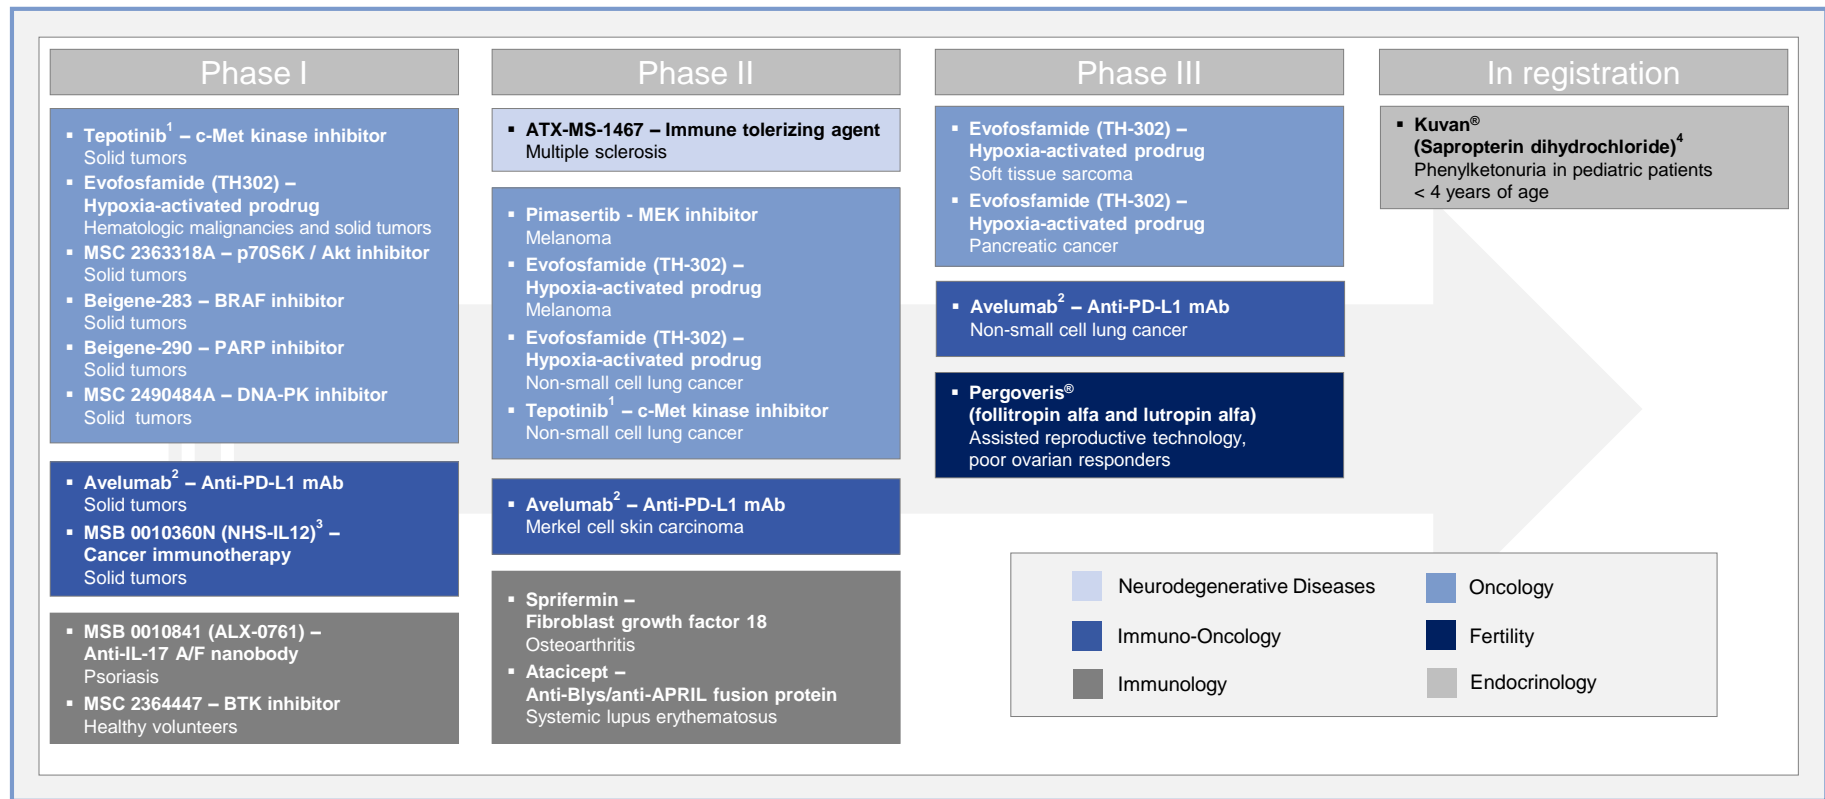 Phase I
▪ Tepotinib¹ – c-Met kinase inhibitor
Solid tumors
▪ Evofosfamide (TH302) –
Hypoxia-activated prodrug
Hematologic malignancies and solid tumors
▪ MSC 2363318A – p70S6K / Akt inhibitor
Solid tumors
▪ Beigene-283 – BRAF inhibitor
Solid tumors
▪ Beigene-290 – PARP inhibitor
Solid tumors
▪ MSC 2490484A – DNA-PK inhibitor
Solid tumors
▪ Avelumab² – Anti-PD-L1 mAb
Solid tumors
▪ MSB 0010360N (NHS-IL12)³ –
Cancer immunotherapy
Solid tumors
▪ MSB 0010841 (ALX-0761) –
Anti-IL-17 A/F nanobody
Psoriasis
▪ MSC 2364447 – BTK inhibitor
Healthy volunteers
Phase II
▪ ATX-MS-1467 – Immune tolerizing agent
Multiple sclerosis
▪ Pimasertib - MEK inhibitor
Melanoma
▪ Evofosfamide (TH-302) –
Hypoxia-activated prodrug
Melanoma
▪ Evofosfamide (TH-302) –
Hypoxia-activated prodrug
Non-small cell lung cancer
▪ Tepotinib¹ – c-Met kinase inhibitor
Non-small cell lung cancer
▪ Avelumab² – Anti-PD-L1 mAb
Merkel cell skin carcinoma
▪ Sprifermin –
Fibroblast growth factor 18
Osteoarthritis
▪ Atacicept –
Anti-Blys/anti-APRIL fusion protein
Systemic lupus erythematosus
Phase III
▪ Evofosfamide (TH-302) –
Hypoxia-activated prodrug
Soft tissue sarcoma
▪ Evofosfamide (TH-302) –
Hypoxia-activated prodrug
Pancreatic cancer
▪ Avelumab² – Anti-PD-L1 mAb
Non-small cell lung cancer
▪ Pergoveris®
(follitropin alfa and lutropin alfa)
Assisted reproductive technology,
poor ovarian responders
In registration
▪ Kuvan®
(Sapropterin dihydrochloride)⁴
Phenylketonuria in pediatric patients
< 4 years of age
Neurodegenerative Diseases
Oncology
Immuno-Oncology
Fertility
Immunology
Endocrinology